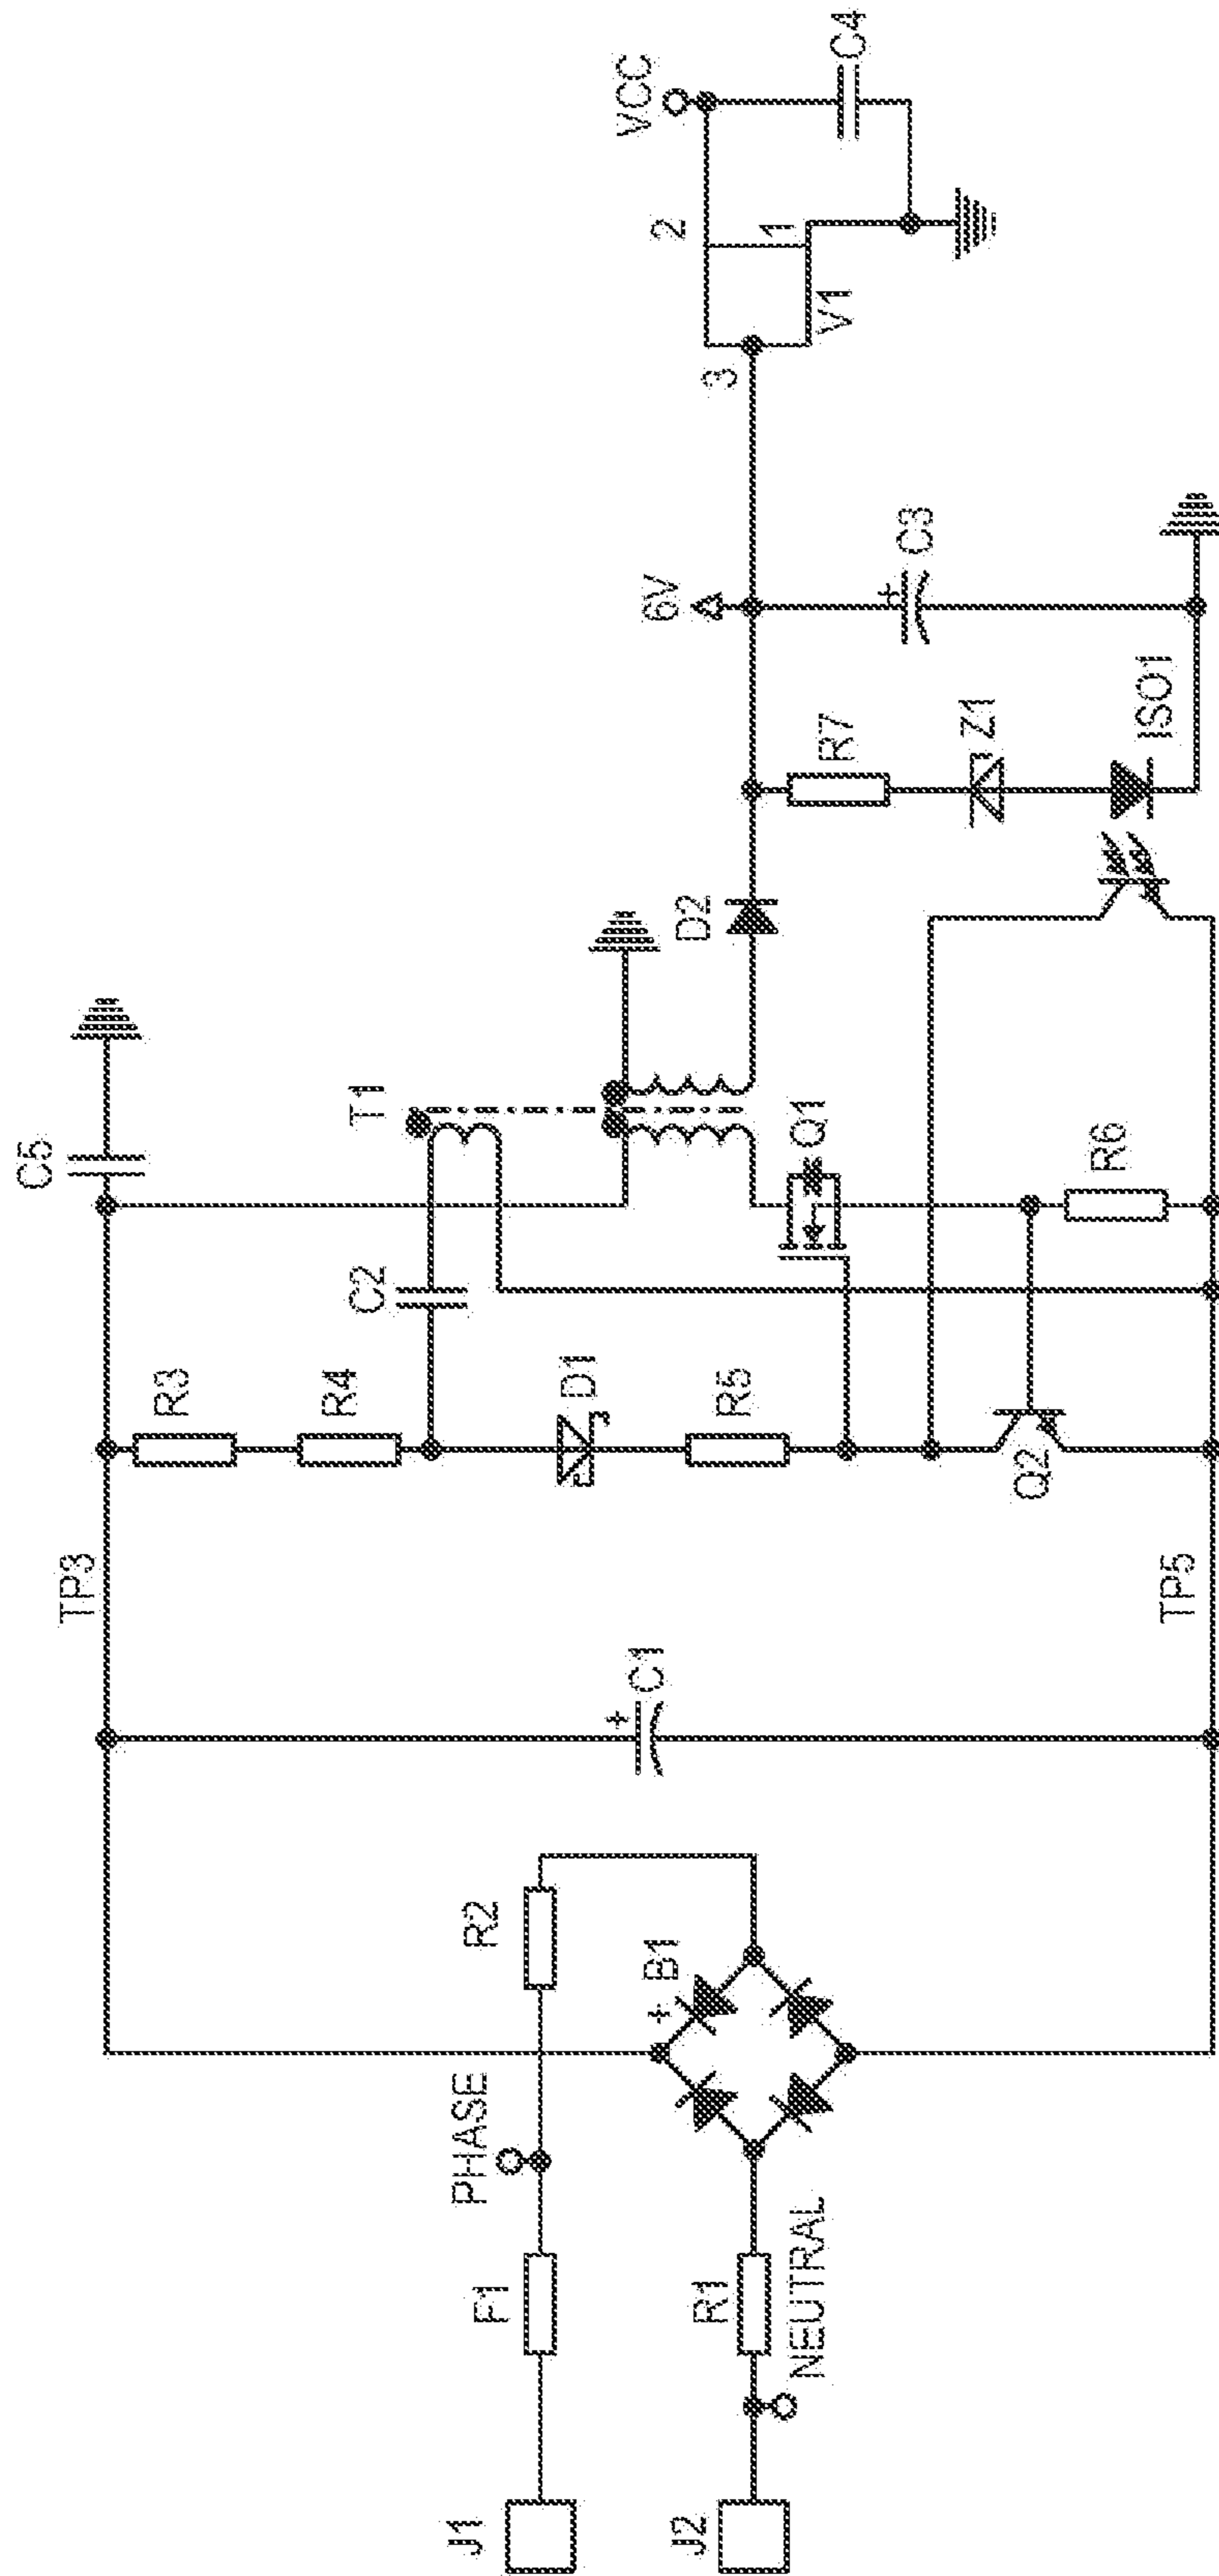 J1
F1
PHASE
R2
J2
NEUTRAL
R1
B1
+
TP3
C1
+
TP5
R3
R4
C2
D1
R5
Q2
C5
T1
Q1
R6
D2
6V
R7
Z1
ISO1
C3
+
3
V1
2
1
VCC
C4